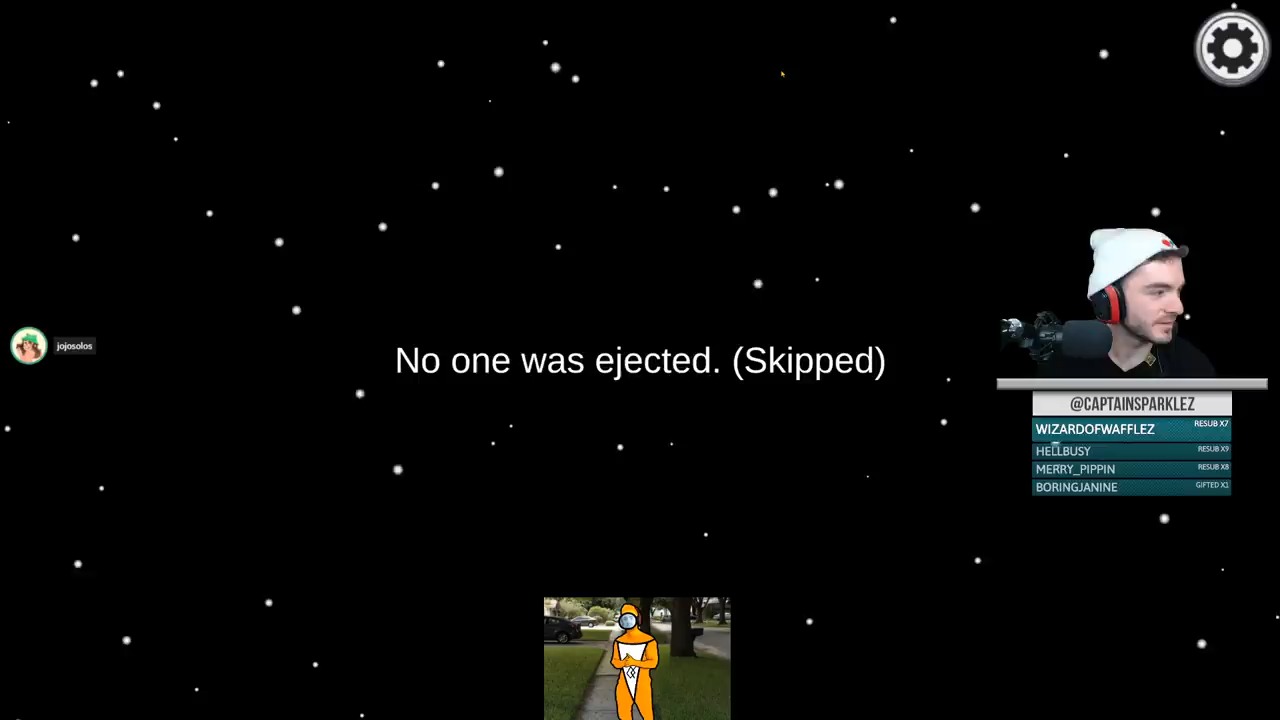 jojosolos
No one was ejected. (Skipped)
@CAPTAINSPARKLEZ
WIZARDOFWAFFLEZ RESUB X7
HELLBUSY RESUB X9
MERRY_PIPPIN RESUB X8
BORINGJANINE GIFTED X1